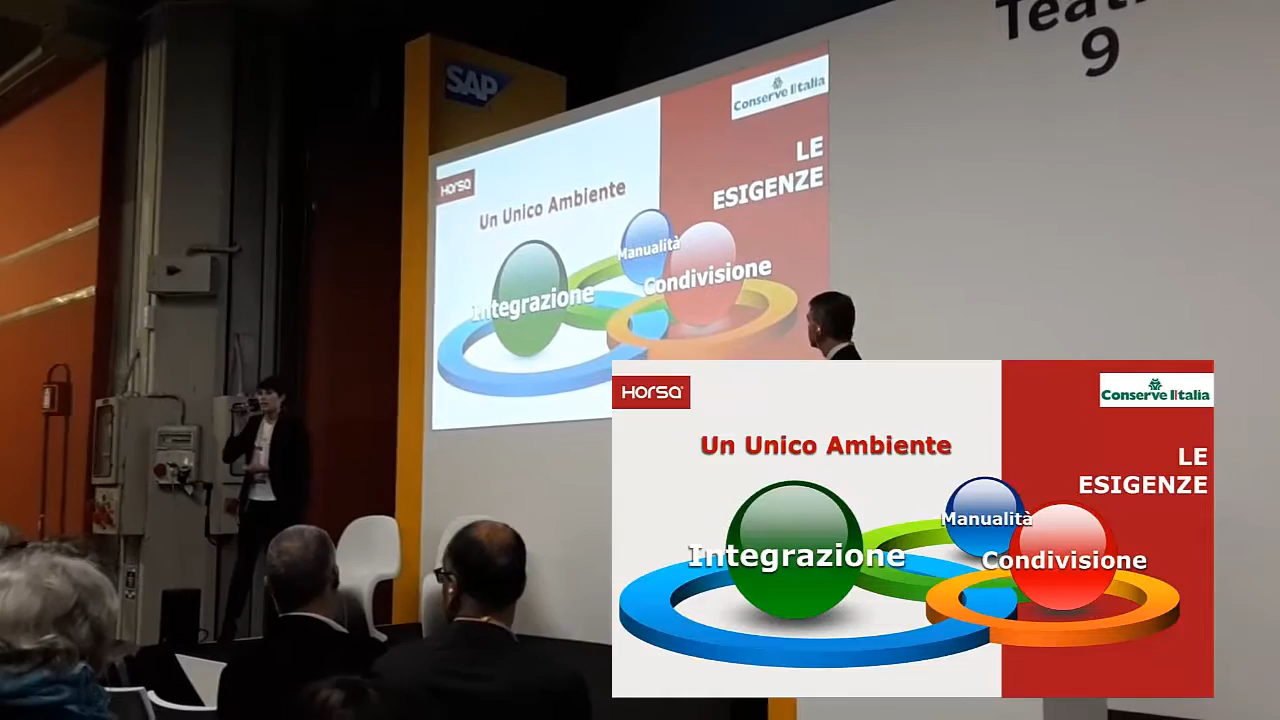 Teat
9
SAP
Conserve Italia
LE
ESIGENZE
HORSA
Un Unico Ambiente
Manualità
Condivisione
Integrazione
HORSA
Conserve Italia
Un Unico Ambiente
LE
ESIGENZE
Manualità
Integrazione
Condivisione